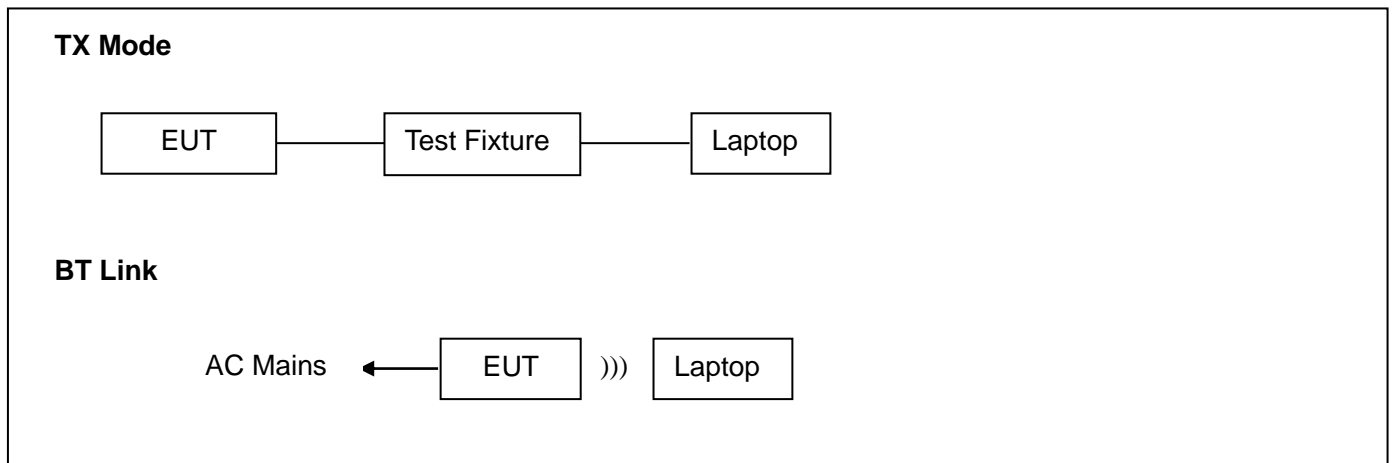 TX Mode
EUT Test Fixture Laptop
BT Link
AC Mains EUT ))) Laptop